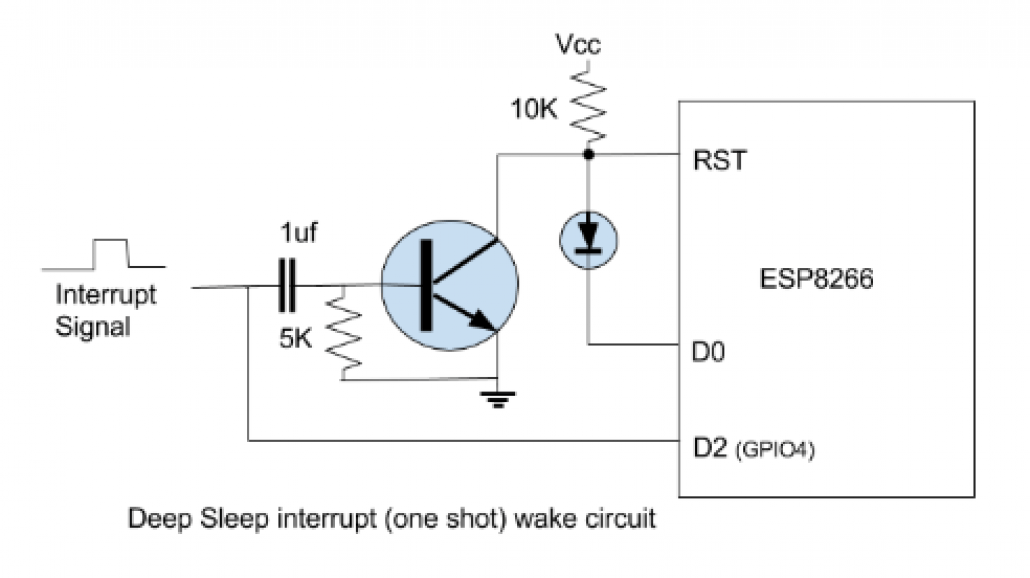 Vcc
10K
RST
1uf
Interrupt
Signal
5K
ESP8266
D0
D2 (GPIO4)
Deep Sleep interrupt (one shot) wake circuit